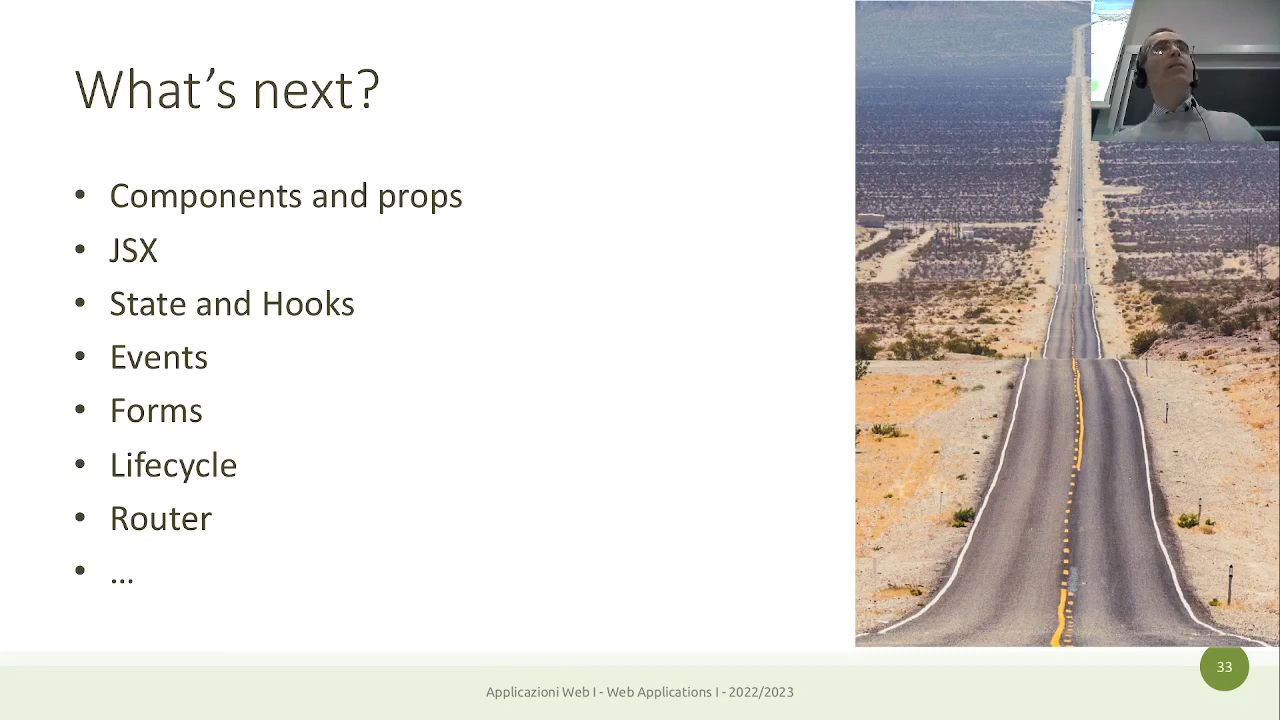 What's next?
• Components and props
• JSX
• State and Hooks
• Events
• Forms
• Lifecycle
• Router
• …
33
Applicazioni Web I - Web Applications I - 2022/2023